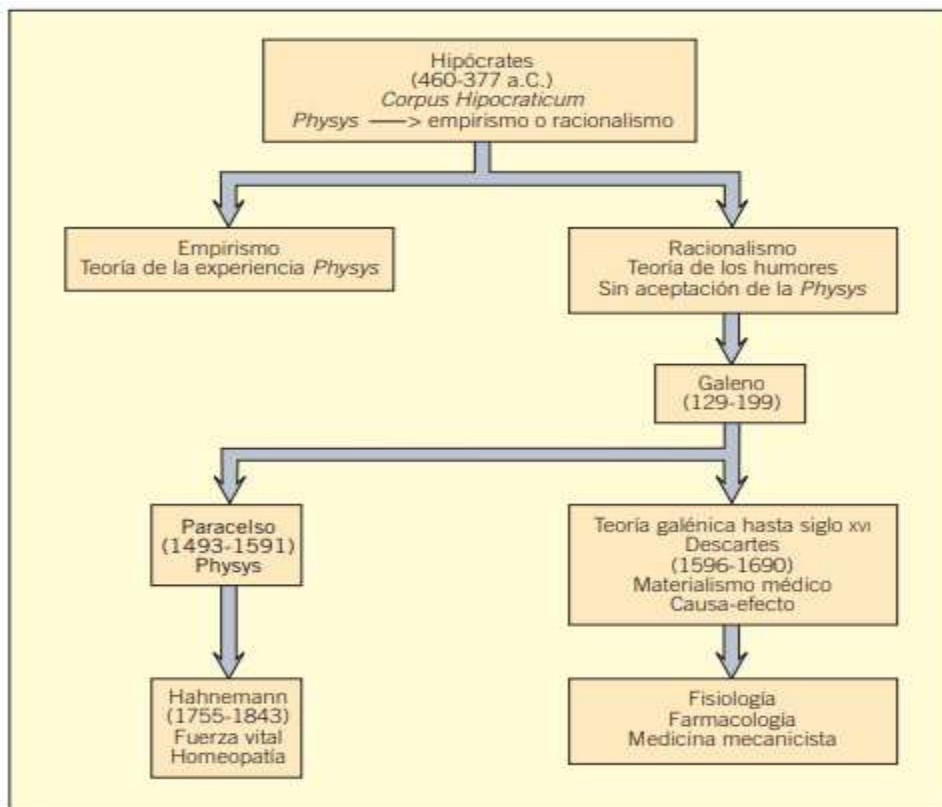 Hipócrates
(460-377 a.C.)
Corpus Hipocraticum
Physys ——> empirismo o racionalismo
Empirismo
Teoría de la experiencia Physys
Racionalismo
Teoría de los humores
Sin aceptación de la Physys
Galeno
(129-199)
Paracelso
(1493-1591)
Physys
Teoría galénica hasta siglo XVI
Descartes
(1596-1690)
Materialismo médico
Causa-efecto
Hahnemann
(1755-1843)
Fuerza vital
Homeopatía
Fisiología
Farmacología
Medicina mecanicista